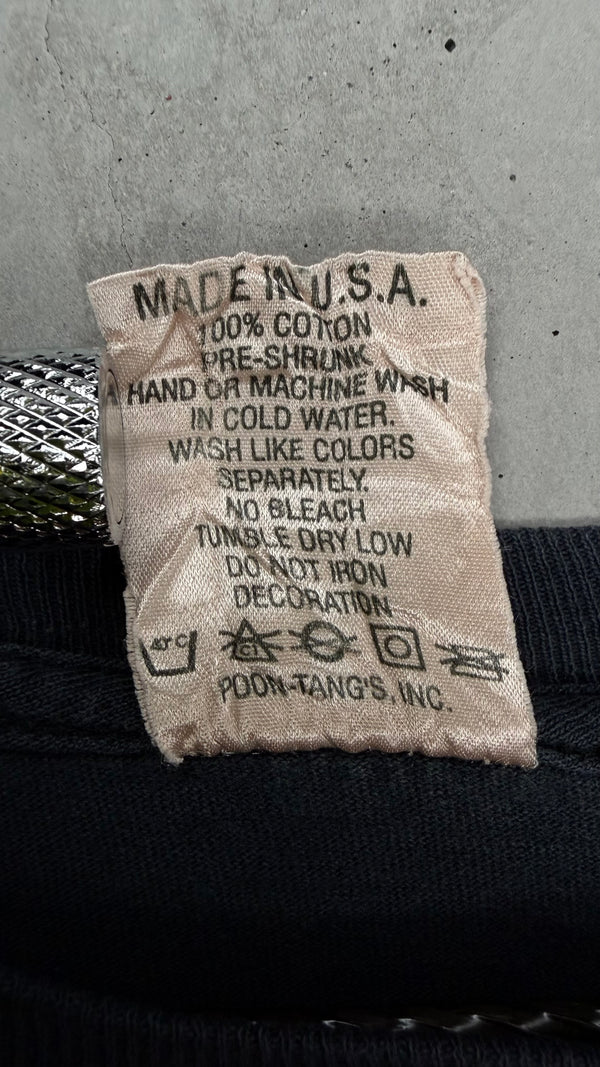 MADE IN U.S.A.
100% COTTON
PRE-SHRUNK
HAND OR MACHINE WASH
IN COLD WATER.
WASH LIKE COLORS
SEPARATELY.
NO BLEACH
TUMBLE DRY LOW
DO NOT IRON
DECORATION
C1
POON-TANG'S, INC.